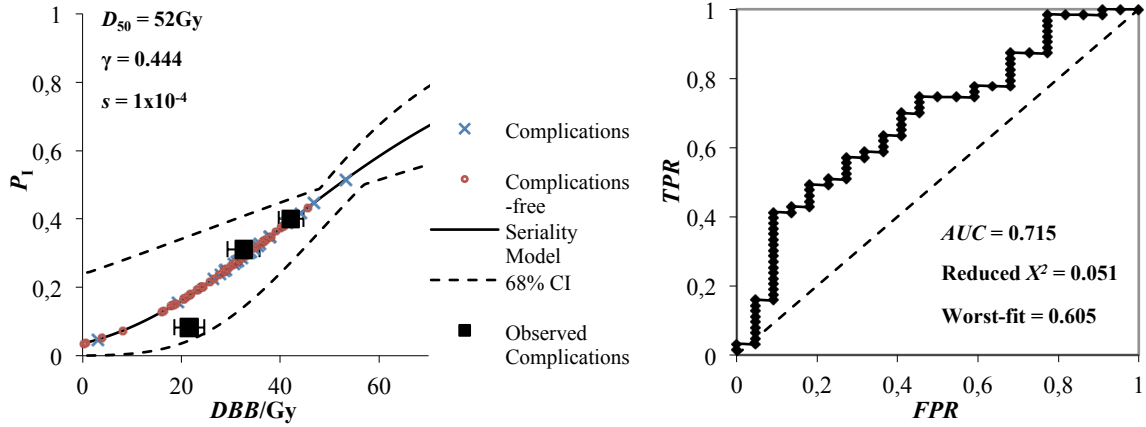 D50 = 52Gy
γ = 0.444
s = 1x10-4
1
0,8
0,6
0,4
0,2
0
PI
0
20
40
60
DBB/Gy
Complications
Complications
-free
Seriality
Model
68% CI
Observed
Complications
1
0,8
0,6
0,4
0,2
0
TPR
AUC = 0.715
Reduced X2 = 0.051
Worst-fit = 0.605
0
0,2
0,4
0,6
0,8
1
FPR